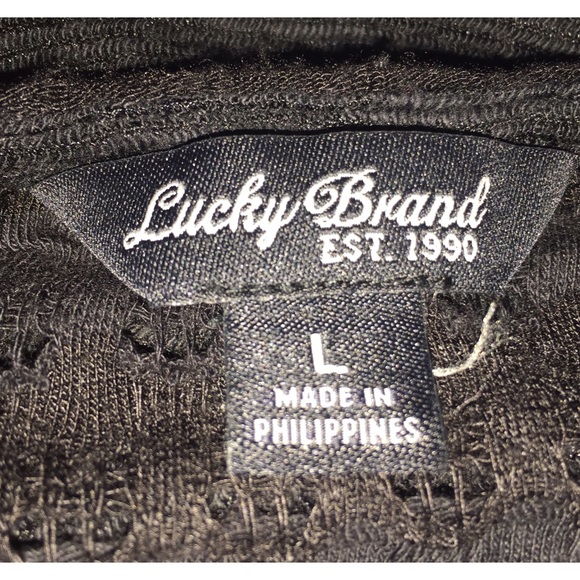 Lucky Brand
EST. 1990
L
MADE IN
PHILIPPINES